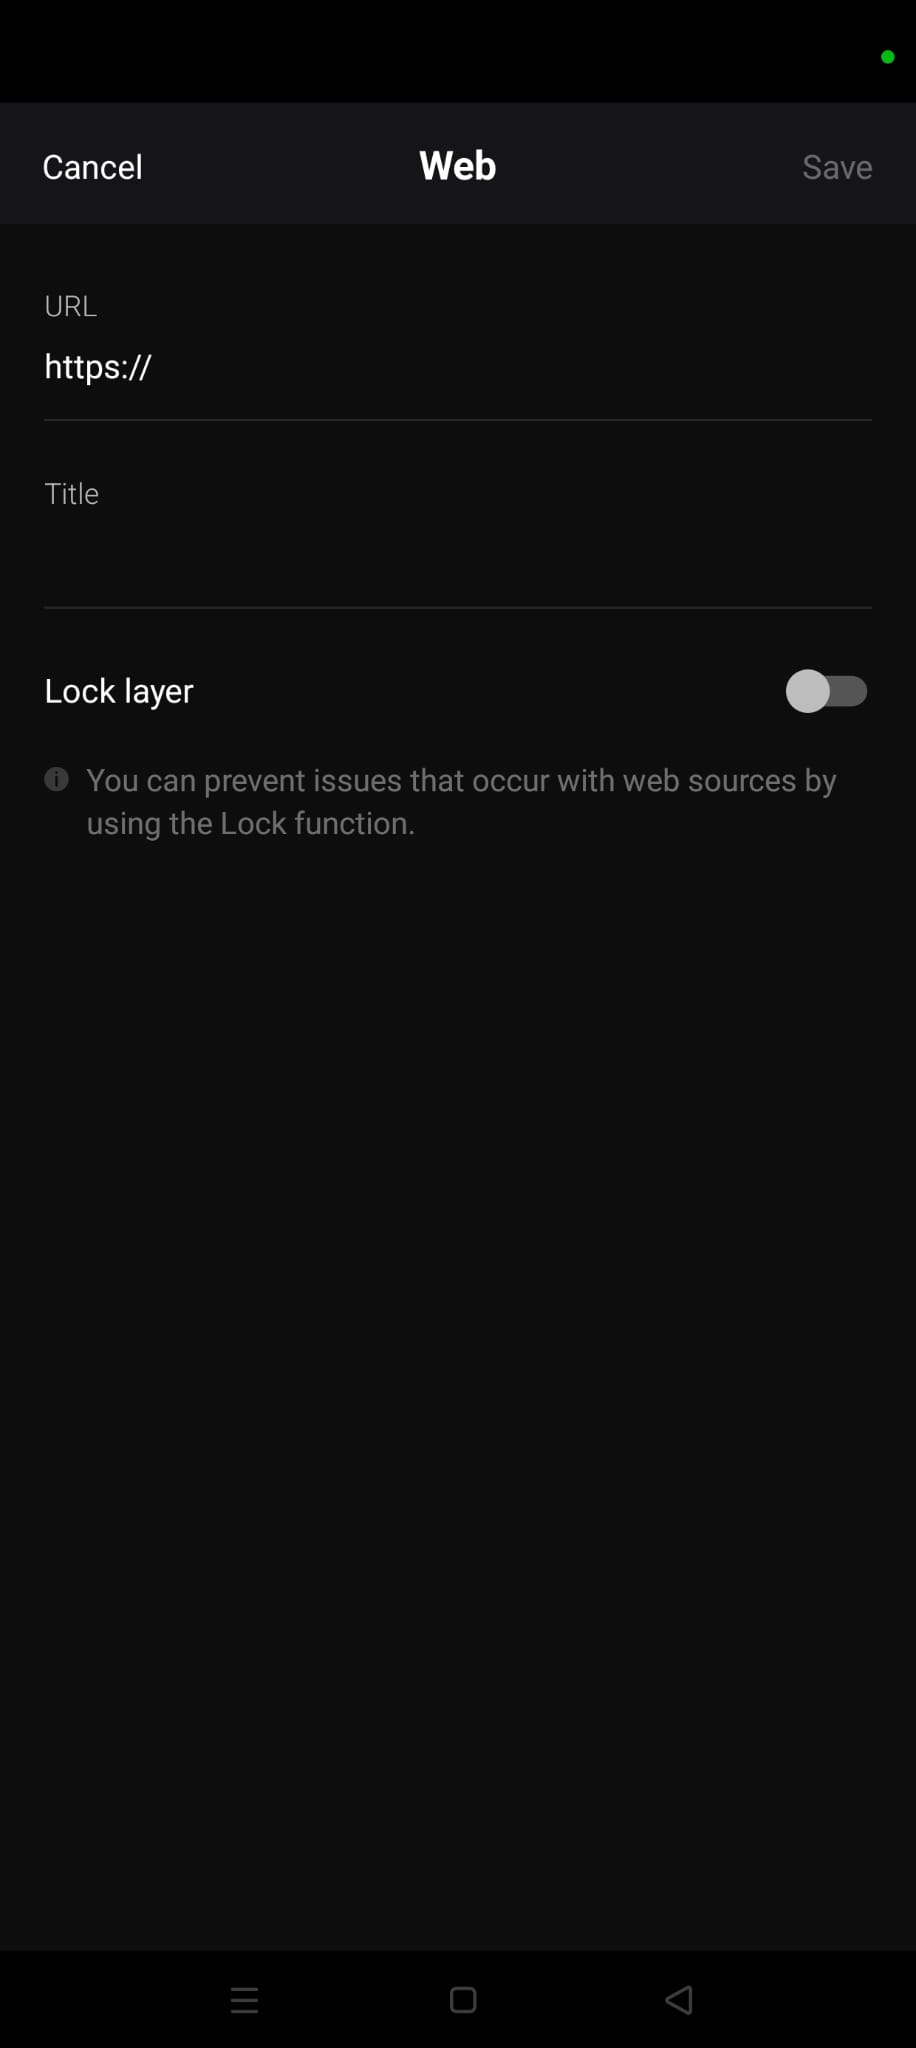 Cancel
Web
Save
URL
https://
Title
Lock layer
You can prevent issues that occur with web sources by
using the Lock function.